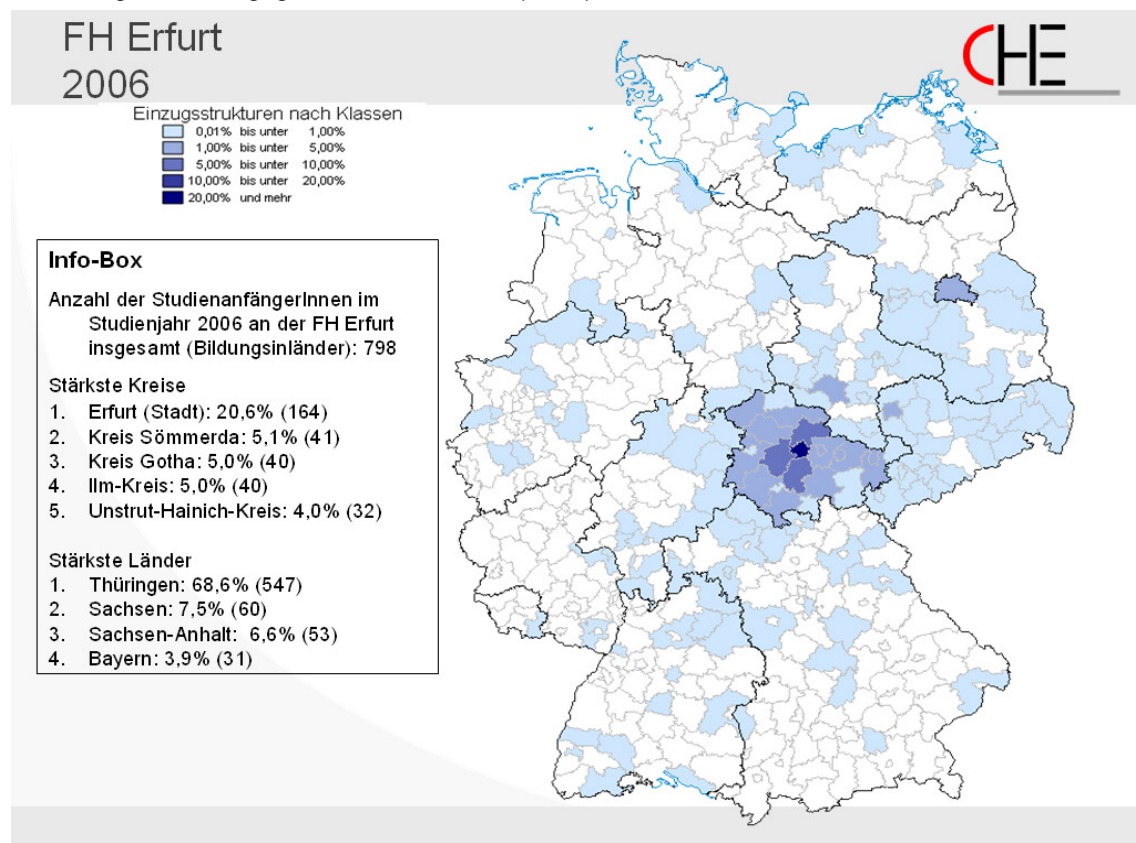 FH Erfurt
2006
CHE
Einzugsstrukturen nach Klassen
0,01% bis unter 1,00%
1,00% bis unter 5,00%
5,00% bis unter 10,00%
10,00% bis unter 20,00%
20,00% und mehr
Info-Box
Anzahl der StudienanfängerInnen im
Studienjahr 2006 an der FH Erfurt
insgesamt (Bildungsinländer): 798
Stärkste Kreise
1. Erfurt (Stadt): 20,6% (164)
2. Kreis Sömmerda: 5,1% (41)
3. Kreis Gotha: 5,0% (40)
4. Ilm-Kreis: 5,0% (40)
5. Unstrut-Hainich-Kreis: 4,0% (32)
Stärkste Länder
1. Thüringen: 68,6% (547)
2. Sachsen: 7,5% (60)
3. Sachsen-Anhalt: 6,6% (53)
4. Bayern: 3,9% (31)